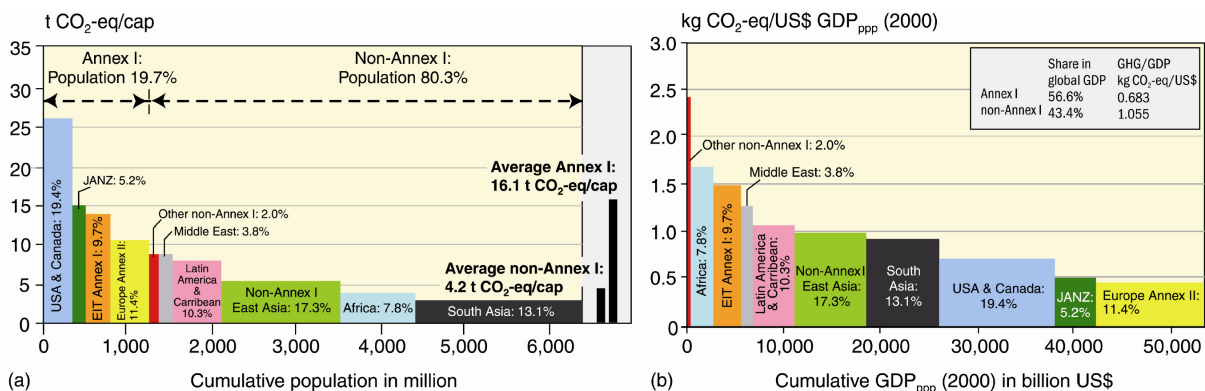 t CO₂-eq/cap
35
30
25
20
15
10
5
0
Annex I:
Population 19.7%
Non-Annex I:
Population 80.3%
USA & Canada: 19.4%
JANZ: 5.2%
EIT Annex I: 9.7%
Europe Annex II:
11.4%
Other non-Annex I: 2.0%
Middle East: 3.8%
Latin
America
&
Carribean
10.3%
Non-Annex I
East Asia: 17.3%
Africa: 7.8%
South Asia: 13.1%
Average Annex I:
16.1 t CO₂-eq/cap
Average non-Annex I:
4.2 t CO₂-eq/cap
0
1,000
2,000
3,000
4,000
5,000
6,000
(a)
Cumulative population in million
kg CO₂-eq/US$ GDPppp (2000)
3.0
2.5
2.0
1.5
1.0
0.5
0
Share in GHG/GDP
global GDP kg CO₂-eq/US$
Annex I 56.6% 0.683
non-Annex I 43.4% 1.055
Other non-Annex I: 2.0%
Middle East: 3.8%
Africa: 7.8%
EIT Annex I: 9.7%
Latin America
& Carribean:
10.3%
Non-Annex I
East Asia:
17.3%
South
Asia:
13.1%
USA & Canada:
19.4%
JANZ:
5.2%
Europe Annex II:
11.4%
0
10,000
20,000
30,000
40,000
50,000
(b)
Cumulative GDPppp (2000) in billion US$